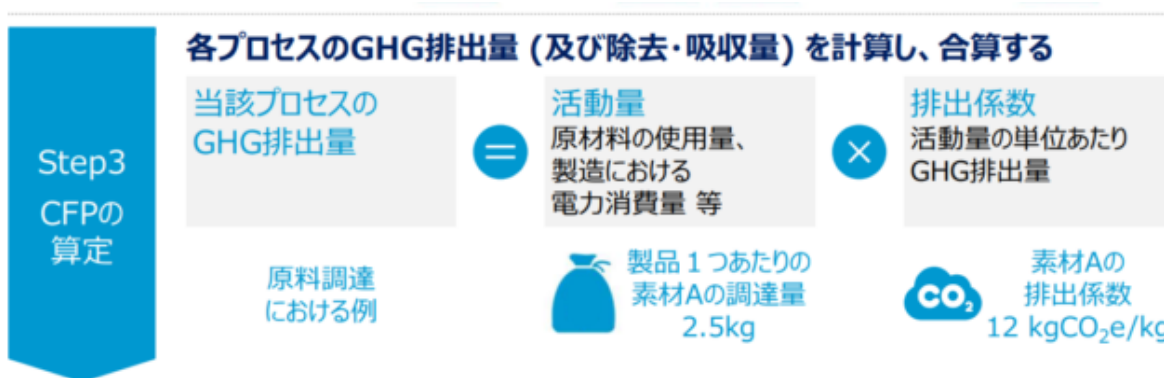 各プロセスのGHG排出量 (及び除去・吸収量) を計算し、合算する
Step3
CFPの
算定
当該プロセスの
GHG排出量
=
活動量
原材料の使用量、
製造における
電力消費量 等
×
排出係数
活動量の単位あたり
GHG排出量
原料調達
における例
製品１つあたりの
素材Aの調達量
2.5kg
CO₂
素材Aの
排出係数
12 kgCO₂e/kg